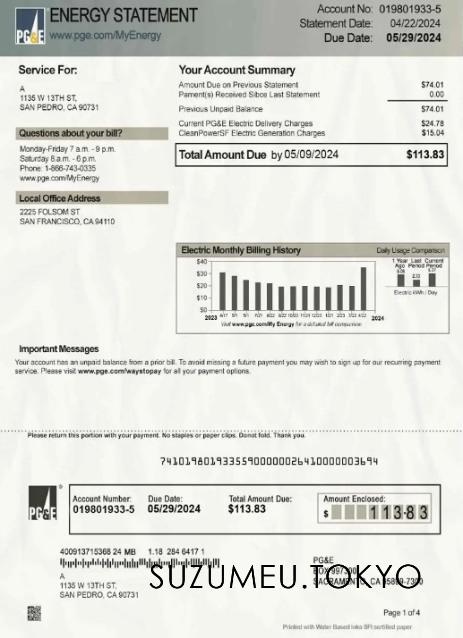 ENERGY STATEMENT
www.pge.com/MyEnergy
PG&E
Account No: 019801933-5
Statement Date: 04/22/2024
Due Date: 05/29/2024
Service For:
A
1135 W 13TH ST,
SAN PEDRO, CA 90731
Questions about your bill?
Monday-Friday 7 a.m. - 9 p.m.
Saturday 8 a.m. - 6 p.m.
Phone: 1-866-743-0335
www.pge.com/MyEnergy
Local Office Address
2225 FOLSOM ST
SAN FRANCISCO, CA 94110
Your Account Summary
Amount Due on Previous Statement $74.01
Pament(s) Received Sibce Last Statement 0.00
Previous Unpaid Balance $74.01
Current PG&E Electric Delivery Charges $24.78
CleanPowerSF Electric Generation Charges $15.04
Total Amount Due by 05/09/2024 $113.83
Electric Monthly Billing History
Daily Usage Comparison
$40
$30
$20
$10
$0
2023
2024
Visit www.pge.com/My Energy for a detailed bill comparison
1 Year Last Current
Ago Period Period
Electric kWh / Day
Important Messages
Your account has an unpaid balance from a prior bill. To avoid missing a future payment you may wish to sign up for our recurring payment
service. Please visit www.pge.com/waystopay for all your payment options.
Please return this portion with your payment. No staples or paper clips. Donot fold. Thank you.
PG&E
Account Number: Due Date: Total Amount Due: Amount Enclosed:
019801933-5 05/29/2024 $113.83 $ 113.83
400913715368 24 MB 1.18 284 6417 1
A
1135 W 13TH ST,
SAN PEDRO, CA 90731
PG&E
SUZUMEU.TOKYO
Page 1 of 4
Printed with Water Based Inks SFI certified paper